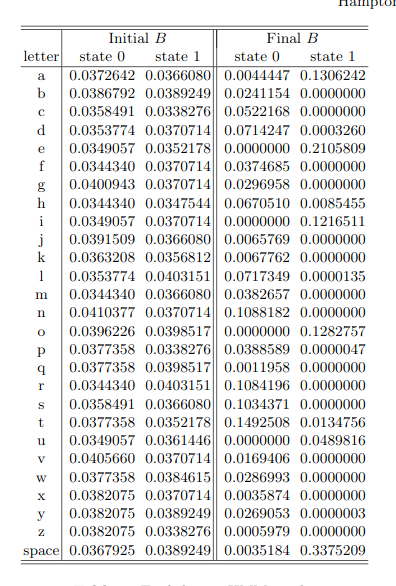 Hampton
Initial B Final B
letter state 0 state 1 state 0 state 1
a 0.0372642 0.0366080 0.0044447 0.1306242
b 0.0386792 0.0389249 0.0241154 0.0000000
c 0.0358491 0.0338276 0.0522168 0.0000000
d 0.0353774 0.0370714 0.0714247 0.0003260
e 0.0349057 0.0352178 0.0000000 0.2105809
f 0.0344340 0.0370714 0.0374685 0.0000000
g 0.0400943 0.0370714 0.0296958 0.0000000
h 0.0344340 0.0347544 0.0670510 0.0085455
i 0.0349057 0.0370714 0.0000000 0.1216511
j 0.0391509 0.0366080 0.0065769 0.0000000
k 0.0363208 0.0356812 0.0067762 0.0000000
l 0.0353774 0.0403151 0.0717349 0.0000135
m 0.0344340 0.0366080 0.0382657 0.0000000
n 0.0410377 0.0370714 0.1088182 0.0000000
o 0.0396226 0.0398517 0.0000000 0.1282757
p 0.0377358 0.0338276 0.0388589 0.0000047
q 0.0377358 0.0398517 0.0011958 0.0000000
r 0.0344340 0.0403151 0.1084196 0.0000000
s 0.0358491 0.0366080 0.1034371 0.0000000
t 0.0377358 0.0352178 0.1492508 0.0134756
u 0.0349057 0.0361446 0.0000000 0.0489816
v 0.0405660 0.0370714 0.0169406 0.0000000
w 0.0377358 0.0384615 0.0286993 0.0000000
x 0.0382075 0.0370714 0.0035874 0.0000000
y 0.0382075 0.0389249 0.0269053 0.0000003
z 0.0382075 0.0338276 0.0005979 0.0000000
space 0.0367925 0.0389249 0.0035184 0.3375209